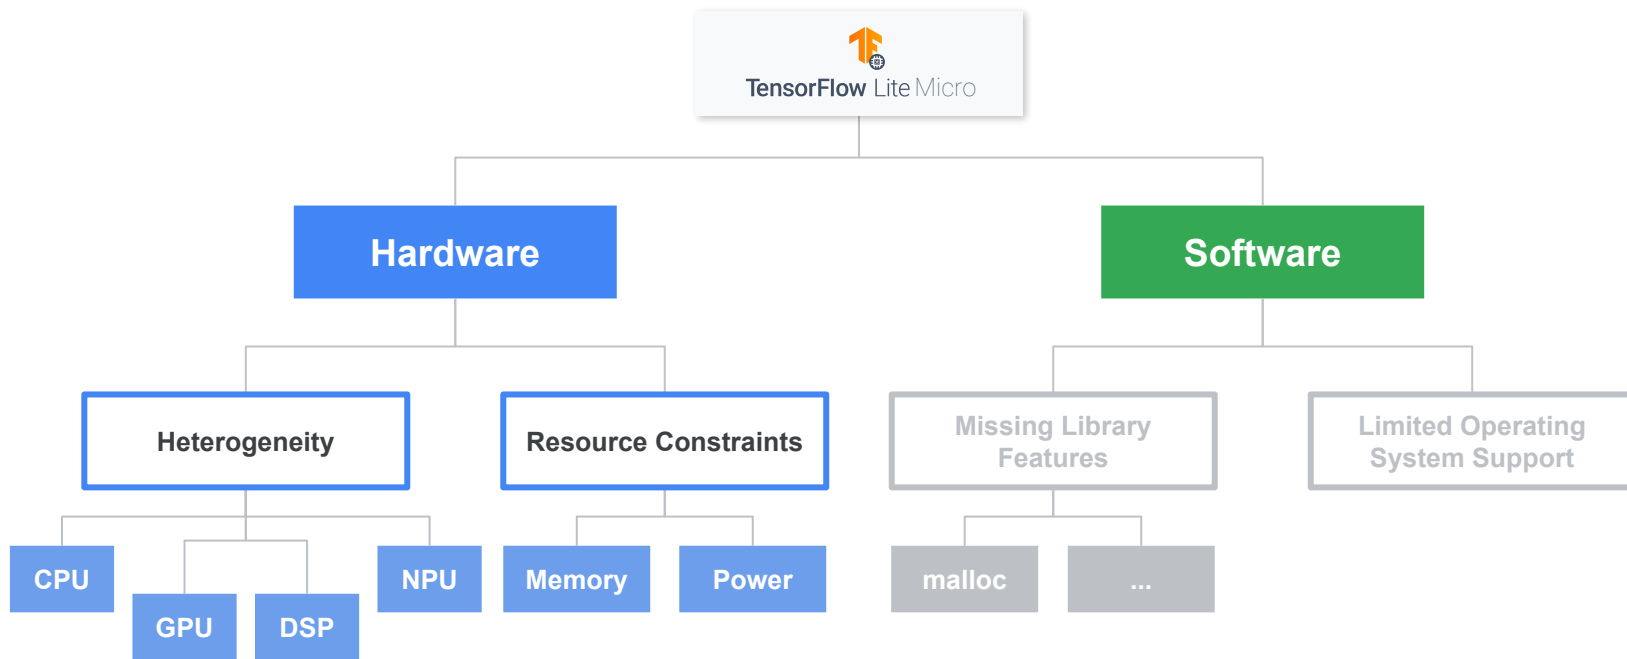 TensorFlow Lite Micro
Hardware
Software
Heterogeneity
Resource Constraints
Missing Library
Features
Limited Operating
System Support
CPU
GPU
DSP
NPU
Memory
Power
malloc
...